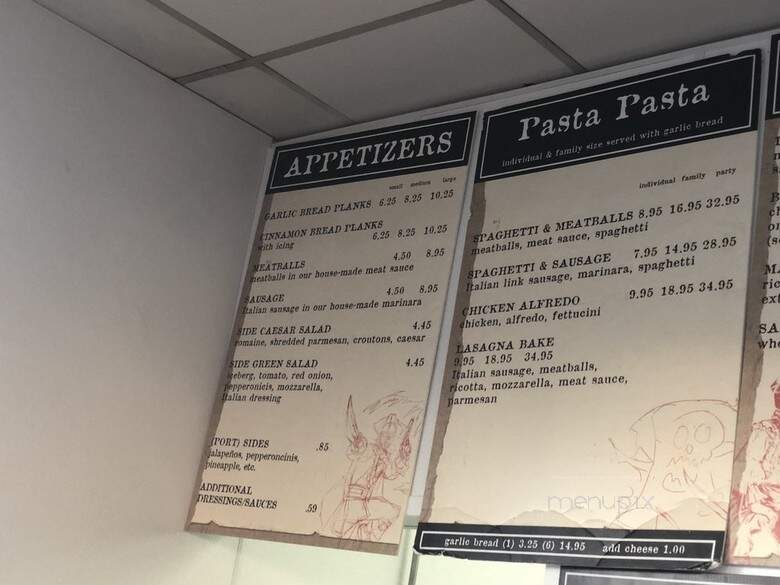 APPETIZERS
small medium large
GARLIC BREAD PLANKS 6.25 8.25 10.25
CINNAMON BREAD PLANKS
with icing 6.25 8.25 10.25
MEATBALLS 4.50 8.95
meatballs in our house-made meat sauce
SAUSAGE 4.50 8.95
Italian sausage in our house-made marinara
SIDE CAESAR SALAD 4.45
romaine, shredded parmesan, croutons, caesar
SIDE GREEN SALAD 4.45
iceberg, tomato, red onion,
pepperonicis, mozzarella,
Italian dressing
(PORT) SIDES .85
jalapeños, pepperoncinis,
pineapple, etc.
ADDITIONAL
DRESSINGS/SAUCES .59
Pasta Pasta
individual & family size served with garlic bread
individual family party
SPAGHETTI & MEATBALLS 8.95 16.95 32.95
meatballs, meat sauce, spaghetti
SPAGHETTI & SAUSAGE 7.95 14.95 28.95
Italian link sausage, marinara, spaghetti
CHICKEN ALFREDO 9.95 18.95 34.95
chicken, alfredo, fettucini
LASAGNA BAKE
9.95 18.95 34.95
Italian sausage, meatballs,
ricotta, mozzarella, meat sauce,
parmesan
garlic bread (1) 3.25 (6) 14.95 add cheese 1.00
menupix